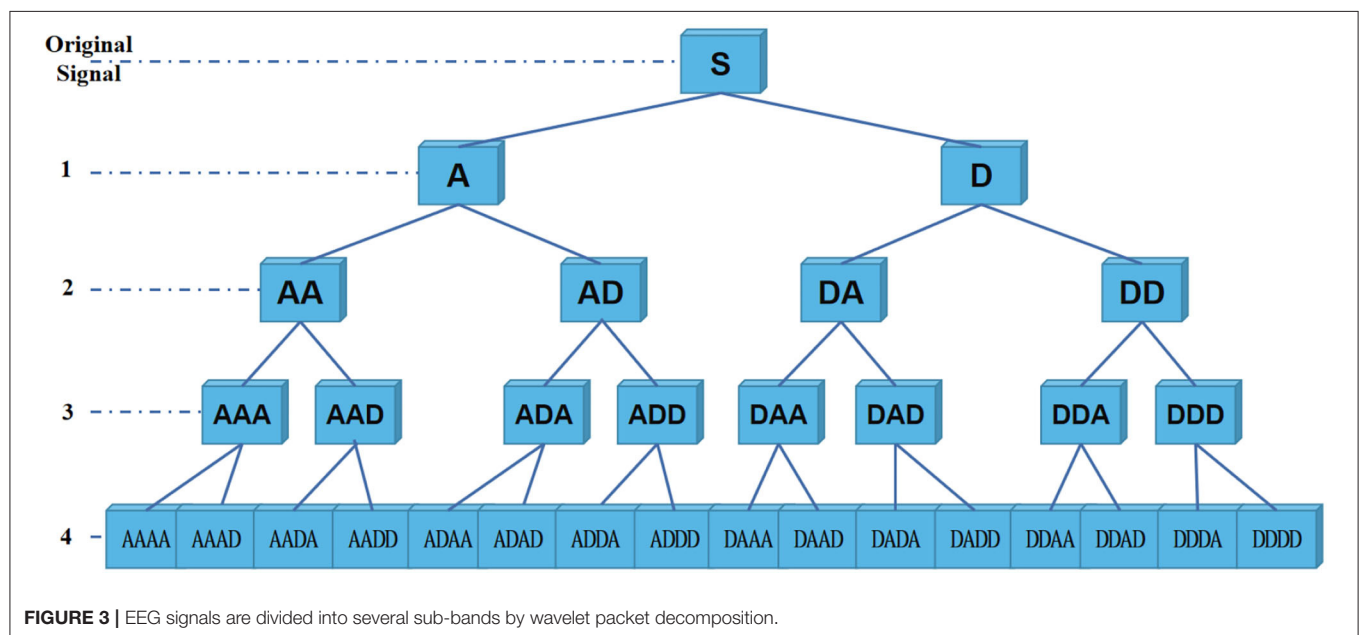 Original
Signal
S
1
A
D
2
AA
AD
DA
DD
3
AAA
AAD
ADA
ADD
DAA
DAD
DDA
DDD
4
AAAA
AAAD
AADA
AADD
ADAA
ADAD
ADDA
ADDD
DAAA
DAAD
DADA
DADD
DDAA
DDAD
DDDA
DDDD
FIGURE 3 | EEG signals are divided into several sub-bands by wavelet packet decomposition.